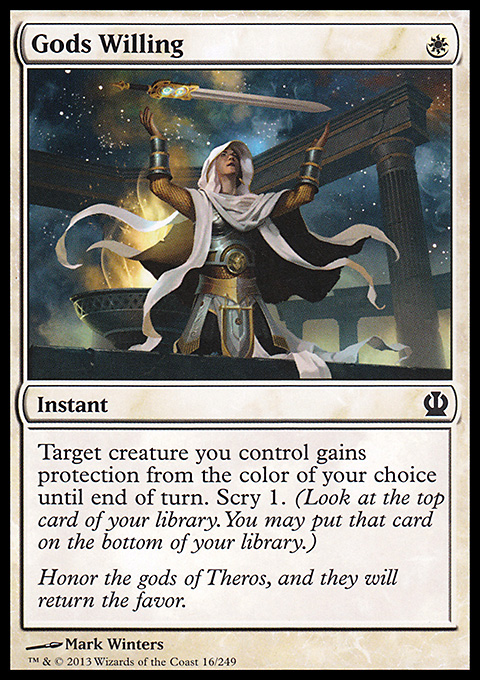 Gods Willing
Instant
Target creature you control gains
protection from the color of your choice
until end of turn. Scry 1. (Look at the top
card of your library. You may put that card
on the bottom of your library.)
Honor the gods of Theros, and they will
return the favor.
Mark Winters
™ & © 2013 Wizards of the Coast 16/249